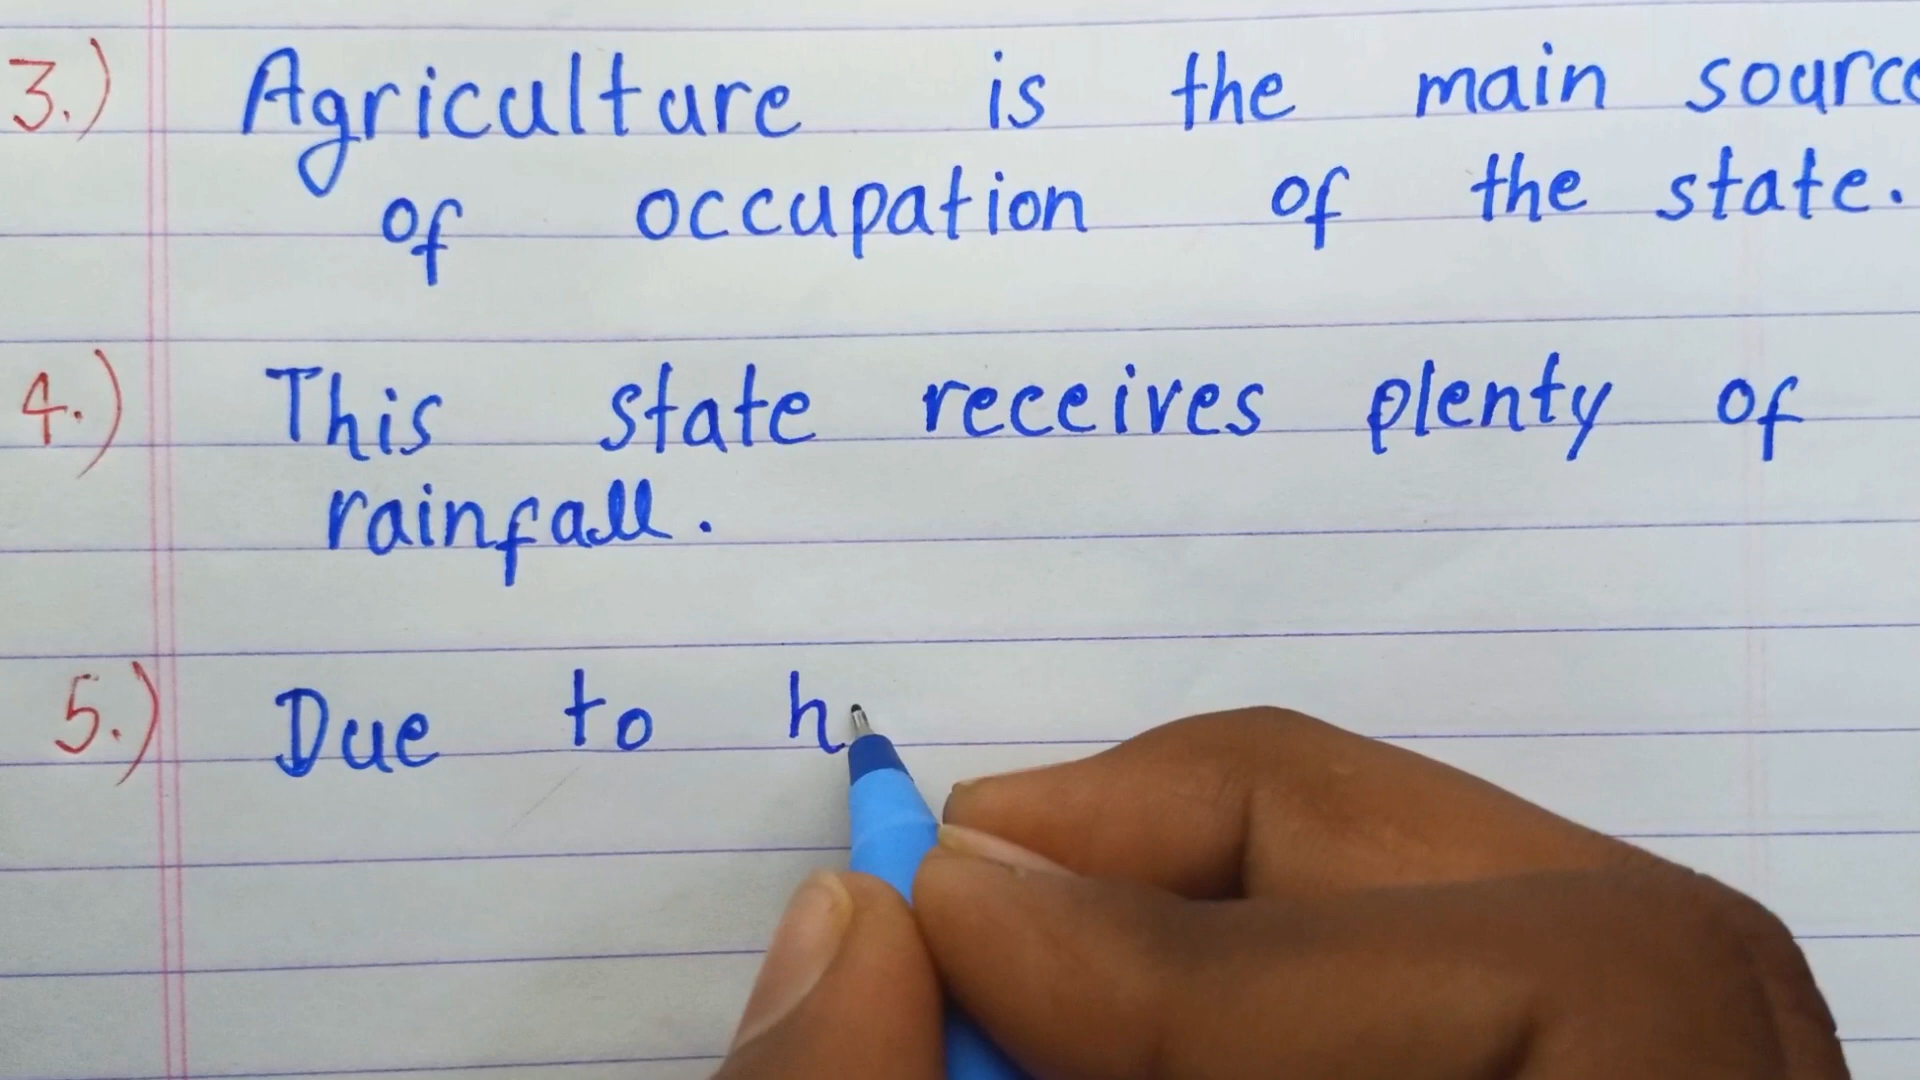 3.) Agriculture is the main source
of occupation of the state.
4.) This state receives plenty of
rainfall.
5.) Due to h